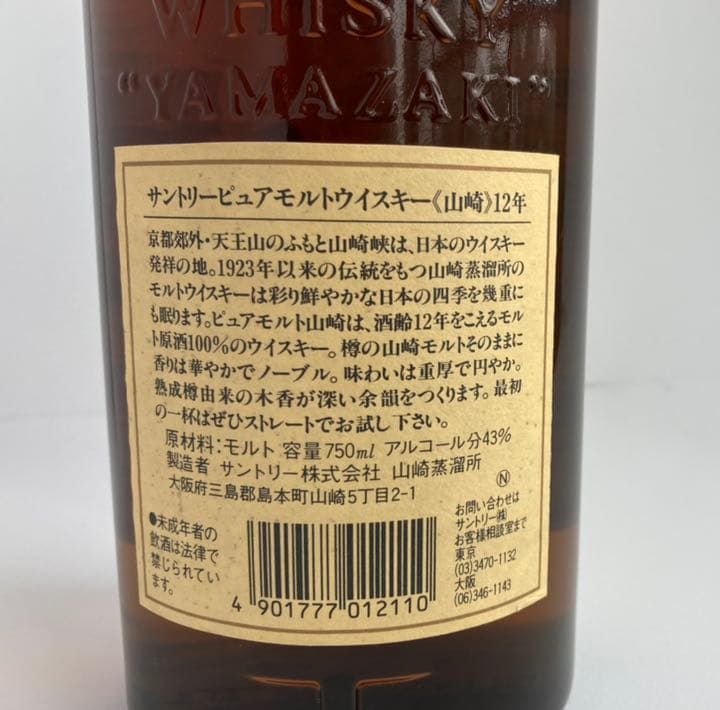 WHISKY
"YAMAZAKI"
サントリーピュアモルトウイスキー《山崎》12年
京都郊外・天王山のふもと山崎峡は、日本のウイスキー
発祥の地。1923年以来の伝統をもつ山崎蒸溜所の
モルトウイスキーは彩り鮮やかな日本の四季を幾重に
も眠ります。ピュアモルト山崎は、酒齢12年をこえるモル
ト原酒100%のウイスキー。樽の山崎モルトそのままに
香りは華やかでノーブル。味わいは重厚で円やか。
熟成樽由来の木香が深い余韻をつくります。最初
の一杯はぜひストレートでお試し下さい。
原材料:モルト 容量750ml アルコール分43%
製造者 サントリー株式会社 山崎蒸溜所
大阪府三島郡島本町山崎5丁目2-1
●未成年者の
飲酒は法律で
禁じられてい
ます。
4 901777 012110
N
お問い合わせは
サントリー㈱
お客様相談室まで
東京
(03)3470-1132
大阪
(06)346-1143